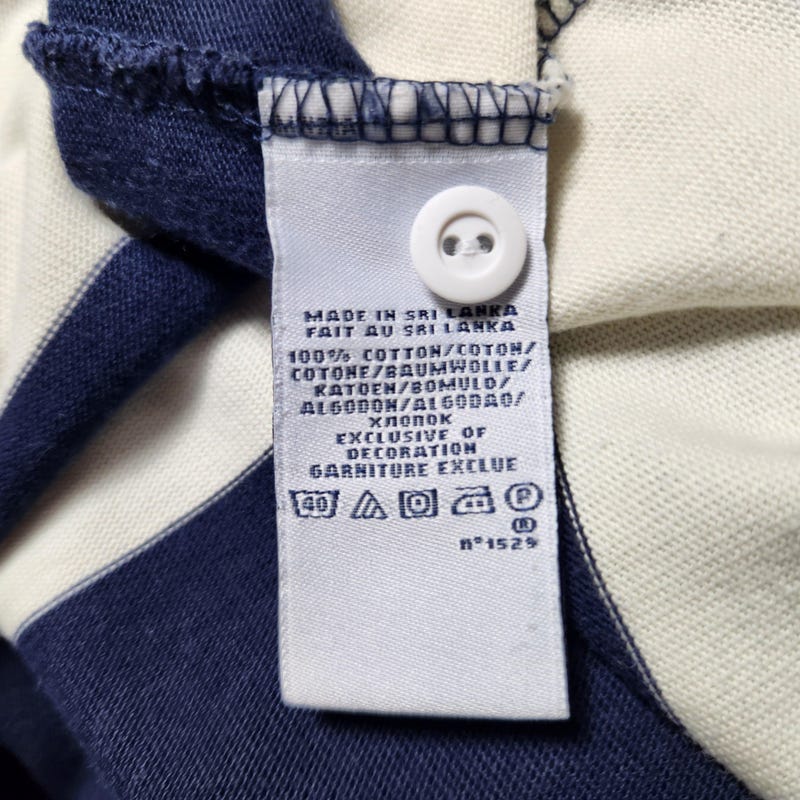 MADE IN SRI LANKA
FAIT AU SRI LANKA
100% COTTON/COTON/
COTONE/BAUMWOLLE/
KATOEN/BOMULD/
ALGODON/ALGODAO/
ХЛОПОК
EXCLUSIVE OF
DECORATION
GARNITURE EXCLUE
40 P
®
n°1529